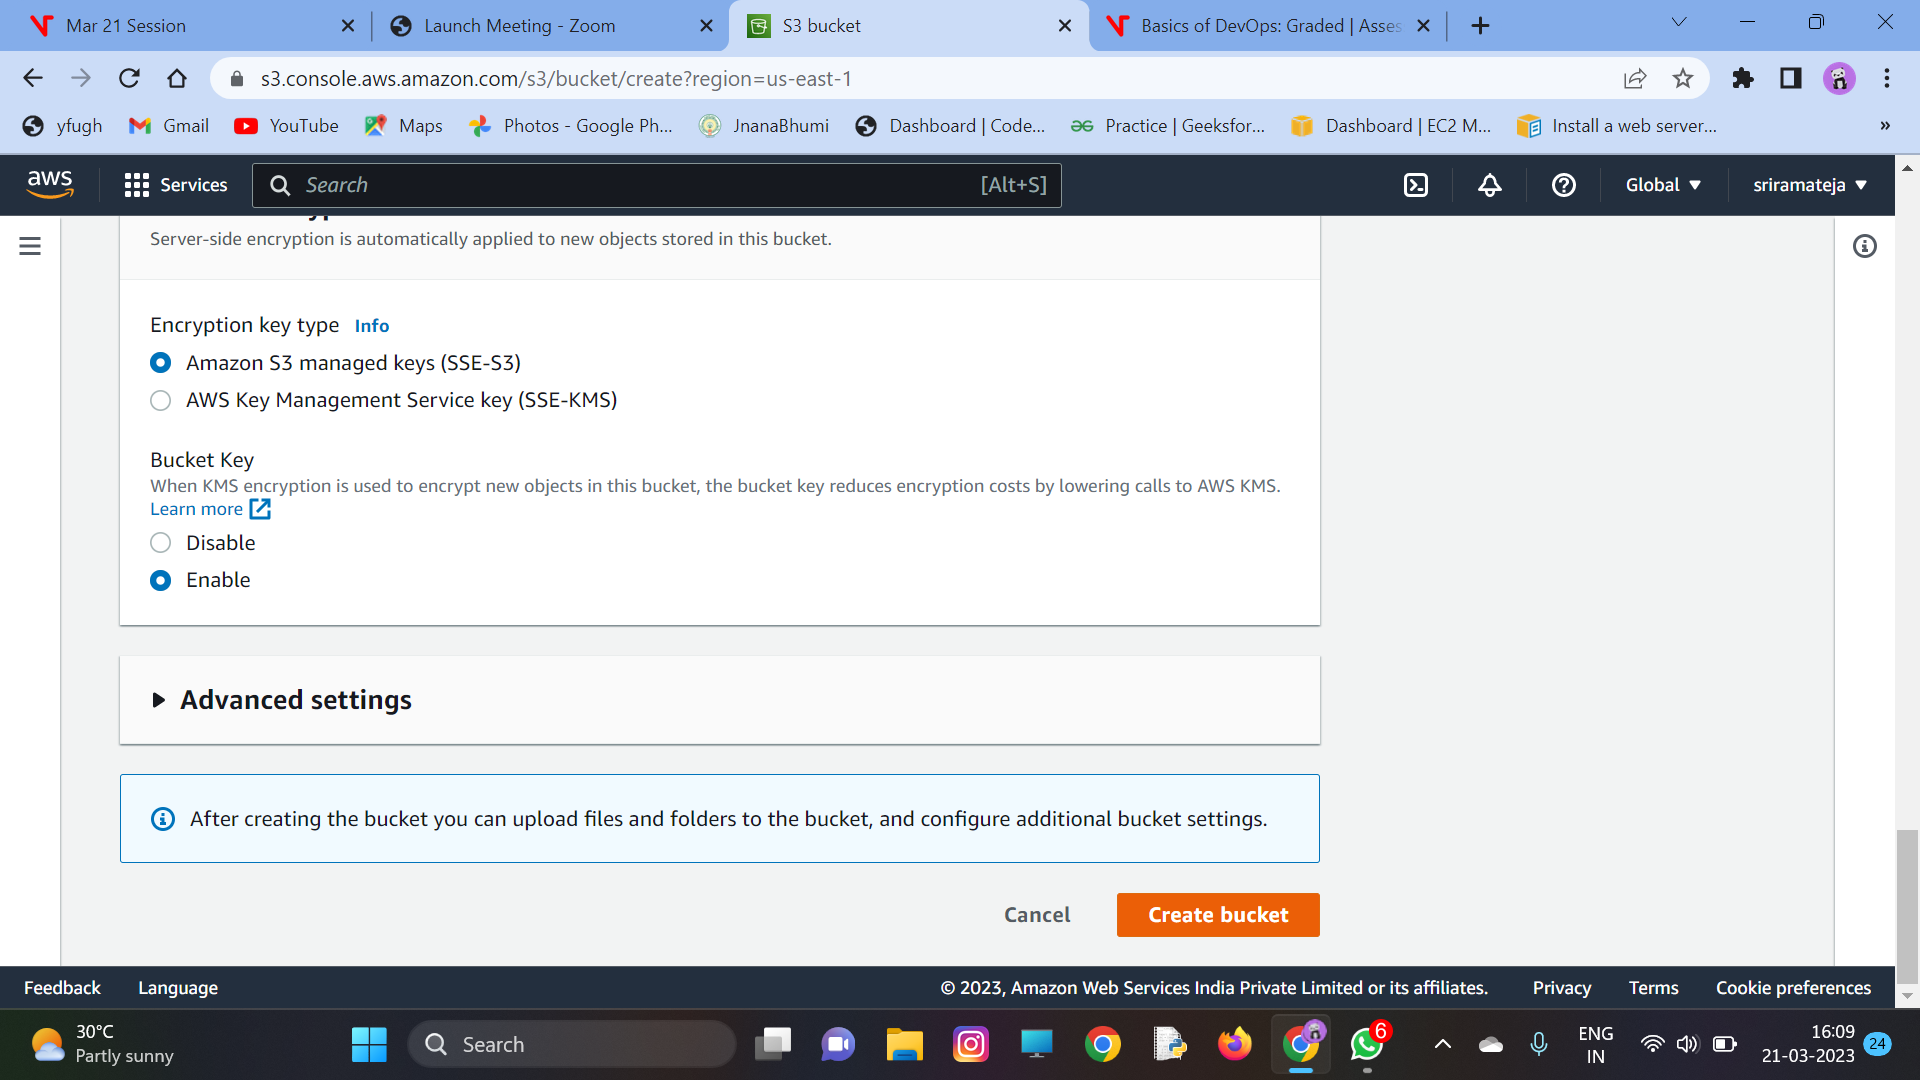 Mar 21 Session
Launch Meeting - Zoom
S3 bucket
Basics of DevOps: Graded | Asses
s3.console.aws.amazon.com/s3/bucket/create?region=us-east-1
yfugh
Gmail
YouTube
Maps
Photos - Google Ph...
JnanaBhumi
Dashboard | Code...
Practice | Geeksfor...
Dashboard | EC2 M...
Install a web server...
»
aws
Services
Search
[Alt+S]
Global
sriramateja
Server-side encryption is automatically applied to new objects stored in this bucket.
Encryption key type Info
Amazon S3 managed keys (SSE-S3)
AWS Key Management Service key (SSE-KMS)
Bucket Key
When KMS encryption is used to encrypt new objects in this bucket, the bucket key reduces encryption costs by lowering calls to AWS KMS.
Learn more
Disable
Enable
Advanced settings
After creating the bucket you can upload files and folders to the bucket, and configure additional bucket settings.
Cancel
Create bucket
Feedback
Language
© 2023, Amazon Web Services India Private Limited or its affiliates.
Privacy
Terms
Cookie preferences
30°C
Partly sunny
Search
6
ENG
IN
16:09
21-03-2023
24